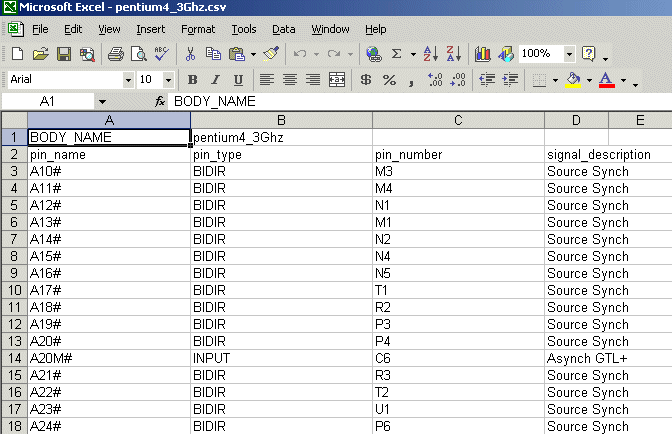 Microsoft Excel - pentium4_3Ghz.csv
File Edit View Insert Format Tools Data Window Help
Σ A Z Z A 100% ?
Arial 10 B I U $ % , A
A1 fx BODY_NAME
A B C D E
1 BODY_NAME pentium4_3Ghz
2 pin_name pin_type pin_number signal_description
3 A10# BIDIR M3 Source Synch
4 A11# BIDIR M4 Source Synch
5 A12# BIDIR N1 Source Synch
6 A13# BIDIR M1 Source Synch
7 A14# BIDIR N2 Source Synch
8 A15# BIDIR N4 Source Synch
9 A16# BIDIR N5 Source Synch
10 A17# BIDIR T1 Source Synch
11 A18# BIDIR R2 Source Synch
12 A19# BIDIR P3 Source Synch
13 A20# BIDIR P4 Source Synch
14 A20M# INPUT C6 Asynch GTL+
15 A21# BIDIR R3 Source Synch
16 A22# BIDIR T2 Source Synch
17 A23# BIDIR U1 Source Synch
18 A24# BIDIR P6 Source Synch